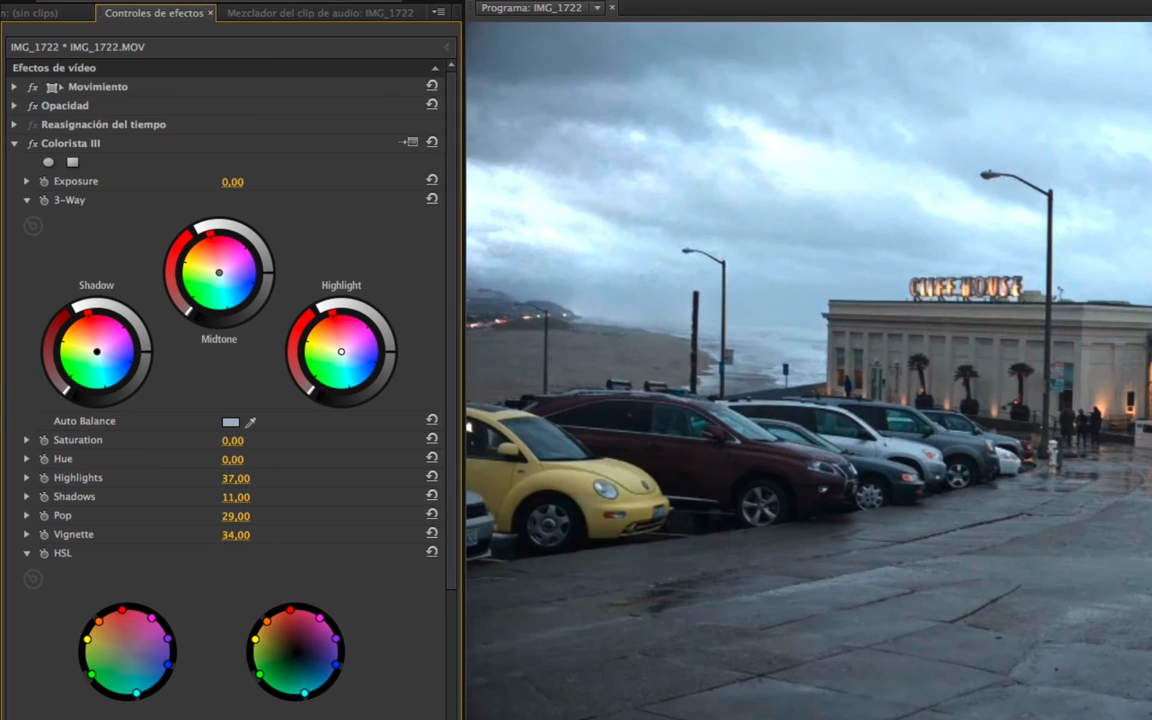 n: (sin clips)
Controles de efectos ×
Mezclador del clip de audio: IMG_1722
Programa: IMG_1722
×
IMG_1722 * IMG_1722.MOV
Efectos de vídeo
fx Movimiento
fx Opacidad
fx Reasignación del tiempo
fx Colorista III
Exposure 0,00
3-Way
Shadow
Highlight
Midtone
Auto Balance
Saturation 0,00
Hue 0,00
Highlights 37,00
Shadows 11,00
Pop 29,00
Vignette 34,00
HSL
CLIFF HOUSE